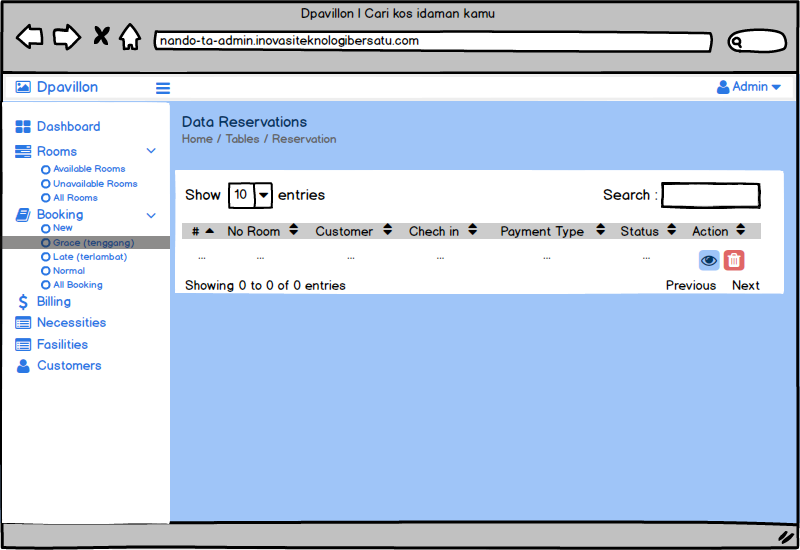 Dpavillon | Cari kos idaman kamu
nando-ta-admin.inovasiteknologibersatu.com
Dpavillon
Admin
Dashboard
Rooms
Available Rooms
Unavailable Rooms
All Rooms
Booking
New
Grace (tenggang)
Late (terlambat)
Normal
All Booking
Billing
Necessities
Fasilities
Customers
Data Reservations
Home / Tables / Reservation
Show 10 entries Search :
# No Room Customer Chech in Payment Type Status Action
... ... ... ... ... ...
Showing 0 to 0 of 0 entries Previous Next